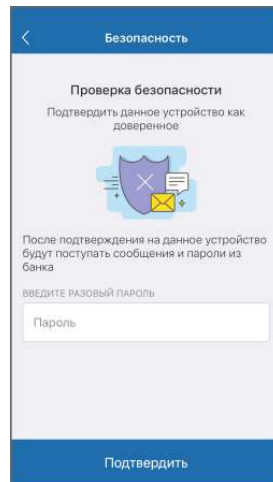 Безопасность
Проверка безопасности
Подтвердить данное устройство как
доверенное
После подтверждения на данное устройство
будут поступать сообщения и пароли из
банка
ВВЕДИТЕ РАЗОВЫЙ ПАРОЛЬ
Пароль
Подтвердить